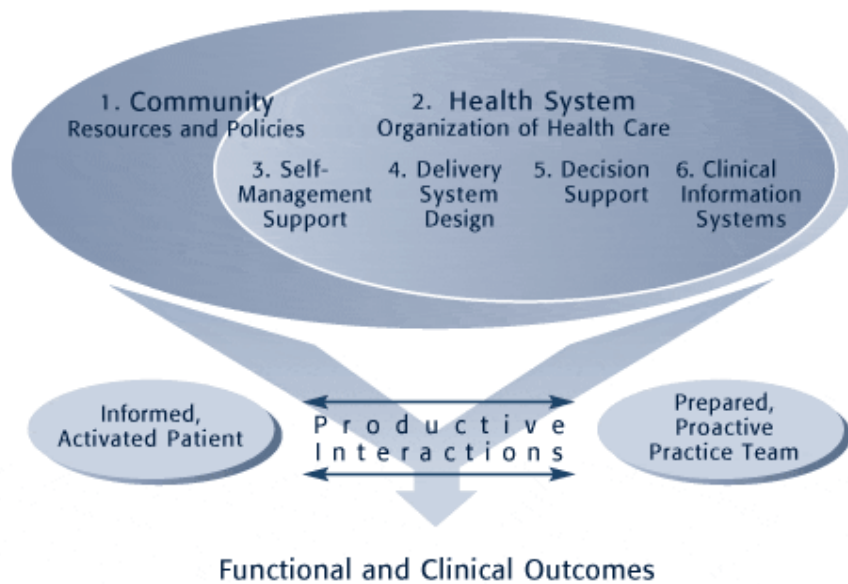 1. Community
Resources and Policies
2. Health System
Organization of Health Care
3. Self-
Management
Support
4. Delivery
System
Design
5. Decision
Support
6. Clinical
Information
Systems
Informed,
Activated Patient
Productive
Interactions
Prepared,
Proactive
Practice Team
Functional and Clinical Outcomes